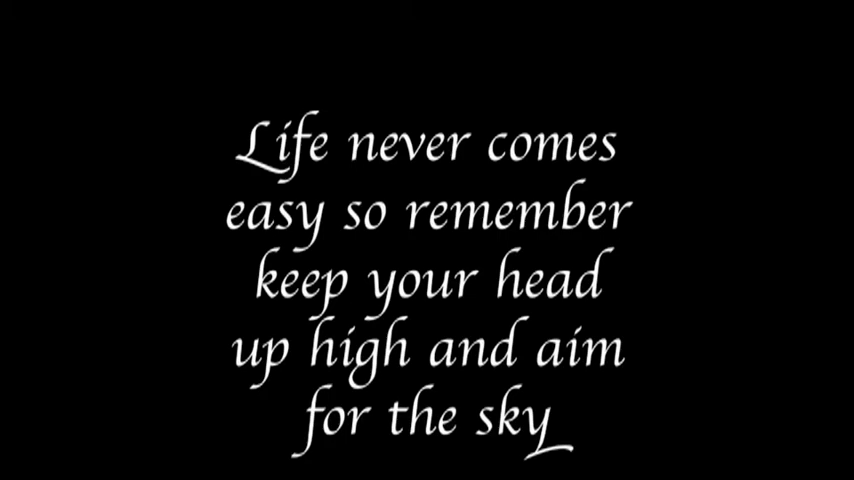 Life never comes
easy so remember
keep your head
up high and aim
for the sky